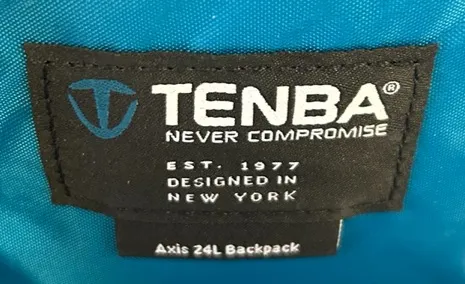 TENBA®
NEVER COMPROMISE
EST. 1977
DESIGNED IN
NEW YORK
Axis 24L Backpack